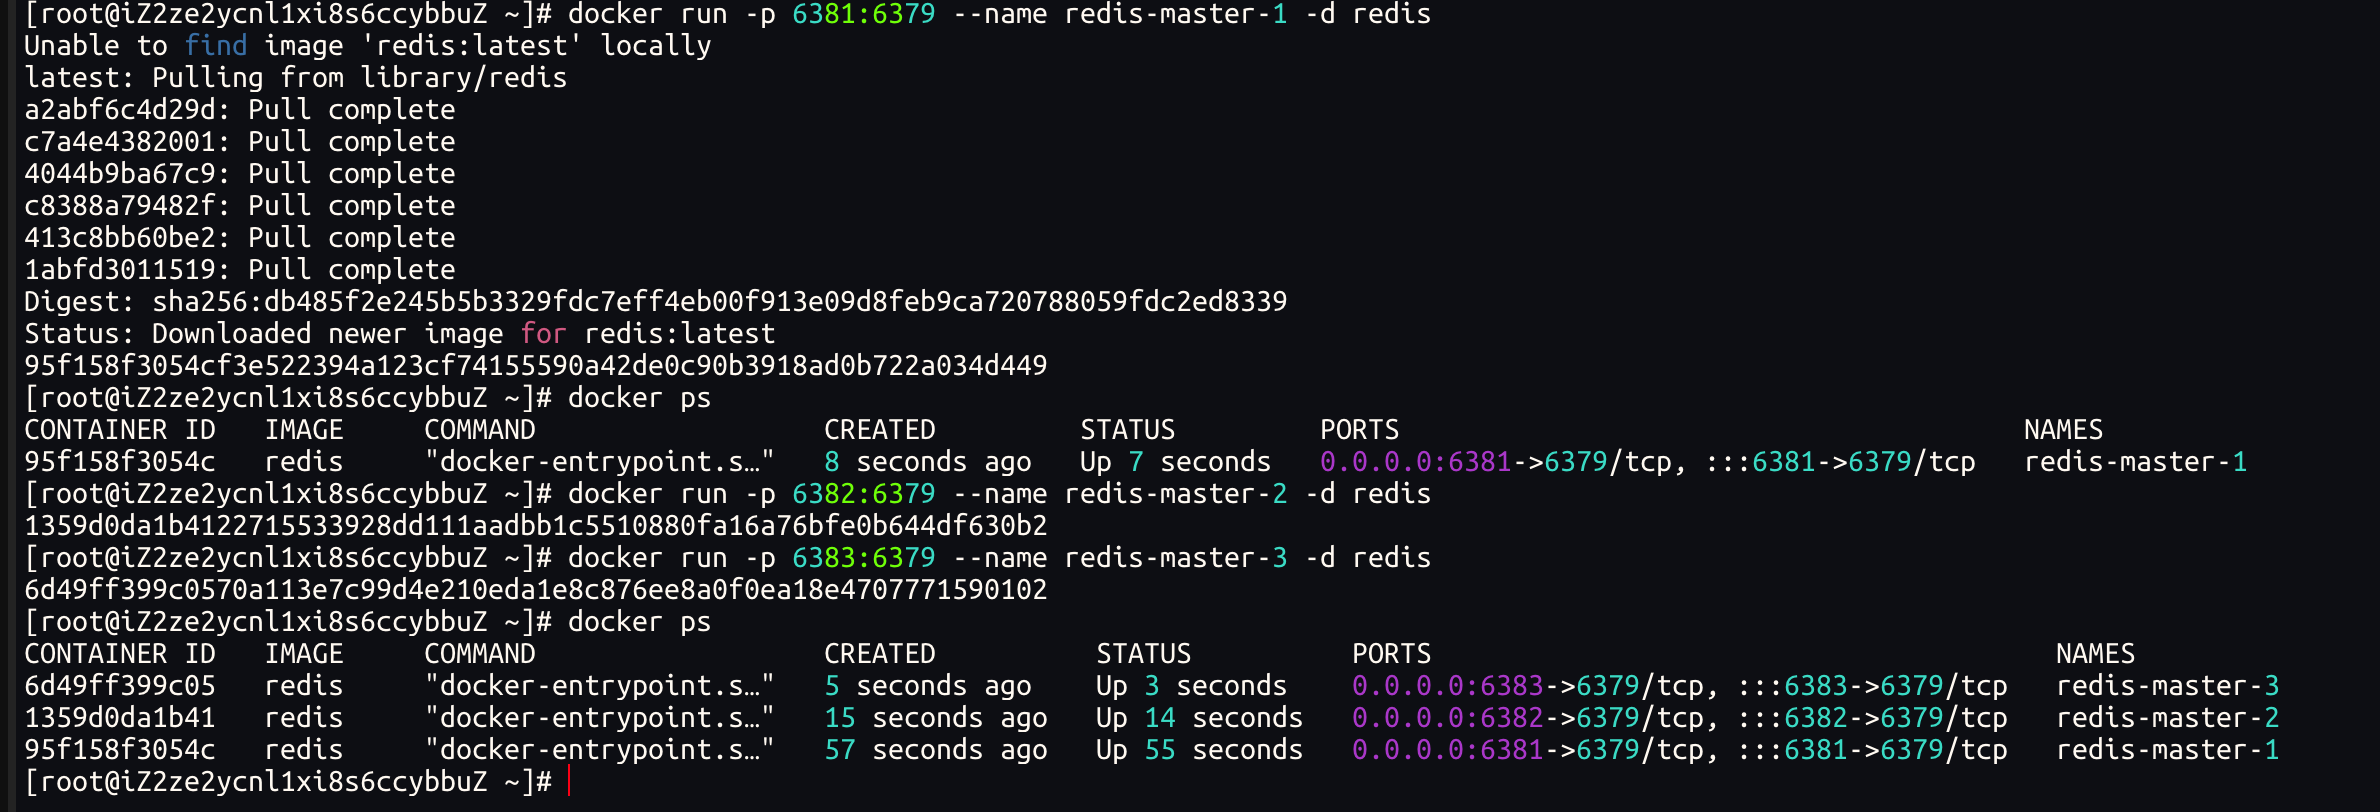 [root@iZ2ze2ycnl1xi8s6ccybbuZ ~]# docker run -p 6381:6379 --name redis-master-1 -d redis
Unable to find image 'redis:latest' locally
latest: Pulling from library/redis
a2abf6c4d29d: Pull complete
c7a4e4382001: Pull complete
4044b9ba67c9: Pull complete
c8388a79482f: Pull complete
413c8bb60be2: Pull complete
1abfd3011519: Pull complete
Digest: sha256:db485f2e245b5b3329fdc7eff4eb00f913e09d8feb9ca720788059fdc2ed8339
Status: Downloaded newer image for redis:latest
95f158f3054cf3e522394a123cf74155590a42de0c90b3918ad0b722a034d449
[root@iZ2ze2ycnl1xi8s6ccybbuZ ~]# docker ps
CONTAINER ID   IMAGE     COMMAND                  CREATED         STATUS         PORTS                                       NAMES
95f158f3054c   redis     "docker-entrypoint.s…"   8 seconds ago   Up 7 seconds   0.0.0.0:6381->6379/tcp, :::6381->6379/tcp   redis-master-1
[root@iZ2ze2ycnl1xi8s6ccybbuZ ~]# docker run -p 6382:6379 --name redis-master-2 -d redis
1359d0da1b4122715533928dd111aadbb1c5510880fa16a76bfe0b644df630b2
[root@iZ2ze2ycnl1xi8s6ccybbuZ ~]# docker run -p 6383:6379 --name redis-master-3 -d redis
6d49ff399c0570a113e7c99d4e210eda1e8c876ee8a0f0ea18e4707771590102
[root@iZ2ze2ycnl1xi8s6ccybbuZ ~]# docker ps
CONTAINER ID   IMAGE     COMMAND                  CREATED          STATUS          PORTS                                       NAMES
6d49ff399c05   redis     "docker-entrypoint.s…"   5 seconds ago    Up 3 seconds    0.0.0.0:6383->6379/tcp, :::6383->6379/tcp   redis-master-3
1359d0da1b41   redis     "docker-entrypoint.s…"   15 seconds ago   Up 14 seconds   0.0.0.0:6382->6379/tcp, :::6382->6379/tcp   redis-master-2
95f158f3054c   redis     "docker-entrypoint.s…"   57 seconds ago   Up 55 seconds   0.0.0.0:6381->6379/tcp, :::6381->6379/tcp   redis-master-1
[root@iZ2ze2ycnl1xi8s6ccybbuZ ~]#